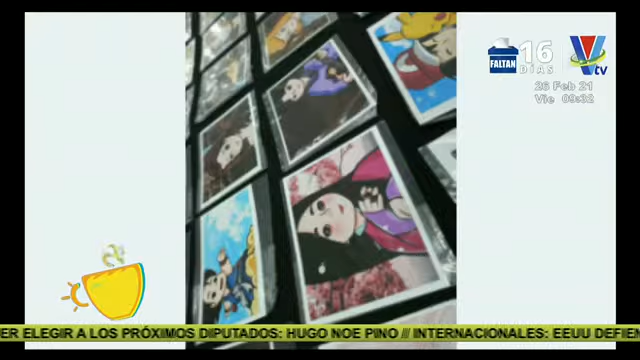 FALTAN
16
DÍAS
VTV
26 Feb 21
Vie 09:32
ER ELEGIR A LOS PRÓXIMOS DIPUTADOS: HUGO NOE PINO // INTERNACIONALES: EEUU DEFIEN